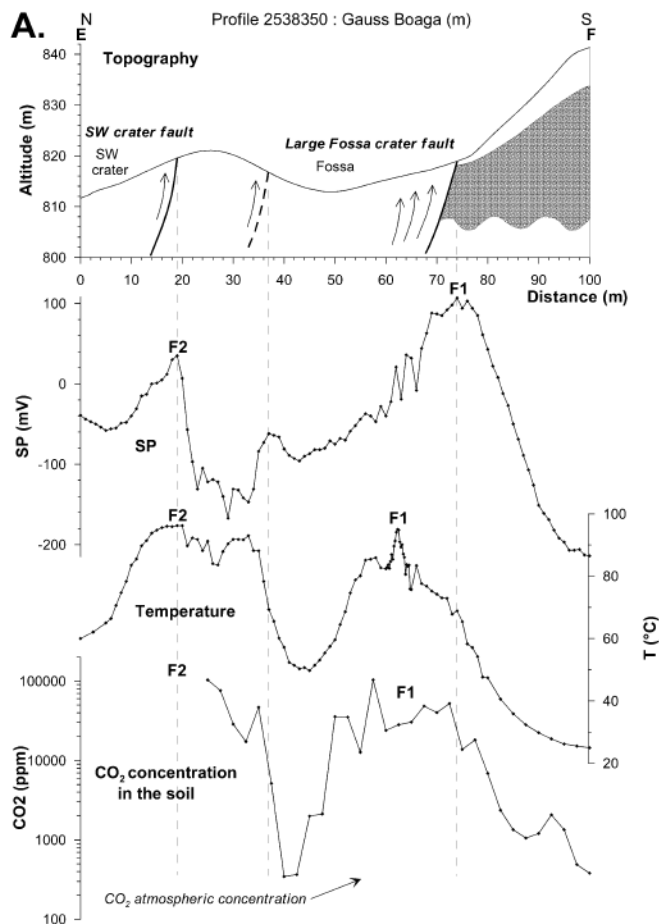 A.
N
Profile 2538350 : Gauss Boaga (m)
S
E
F
Topography
SW crater fault
SW
crater
Large Fossa crater fault
Fossa
Altitude (m)
840
830
820
810
800
0 10 20 30 40 50 60 70 80 90 100
Distance (m)
F1
F2
SP (mV)
100
0
-100
-200
SP
F2
F1
Temperature
T (°C)
100
80
60
40
20
F2
F1
CO2 (ppm)
100000
10000
1000
100
CO2 concentration
in the soil
CO2 atmospheric concentration